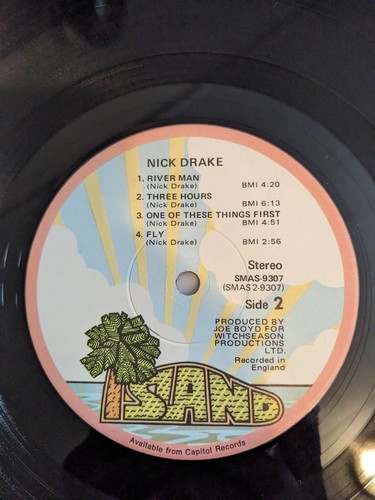 NICK DRAKE
1. RIVER MAN
(Nick Drake) BMI 4:20
2. THREE HOURS
(Nick Drake) BMI 6:13
3. ONE OF THESE THINGS FIRST
(Nick Drake) BMI 4:51
4. FLY
(Nick Drake) BMI 2:56
Stereo
SMAS-9307
(SMAS 2-9307)
Side 2
PRODUCED BY
JOE BOYD FOR
WITCHSEASON
PRODUCTIONS
LTD.
Recorded in
England
ISLAND
Available from Capitol Records